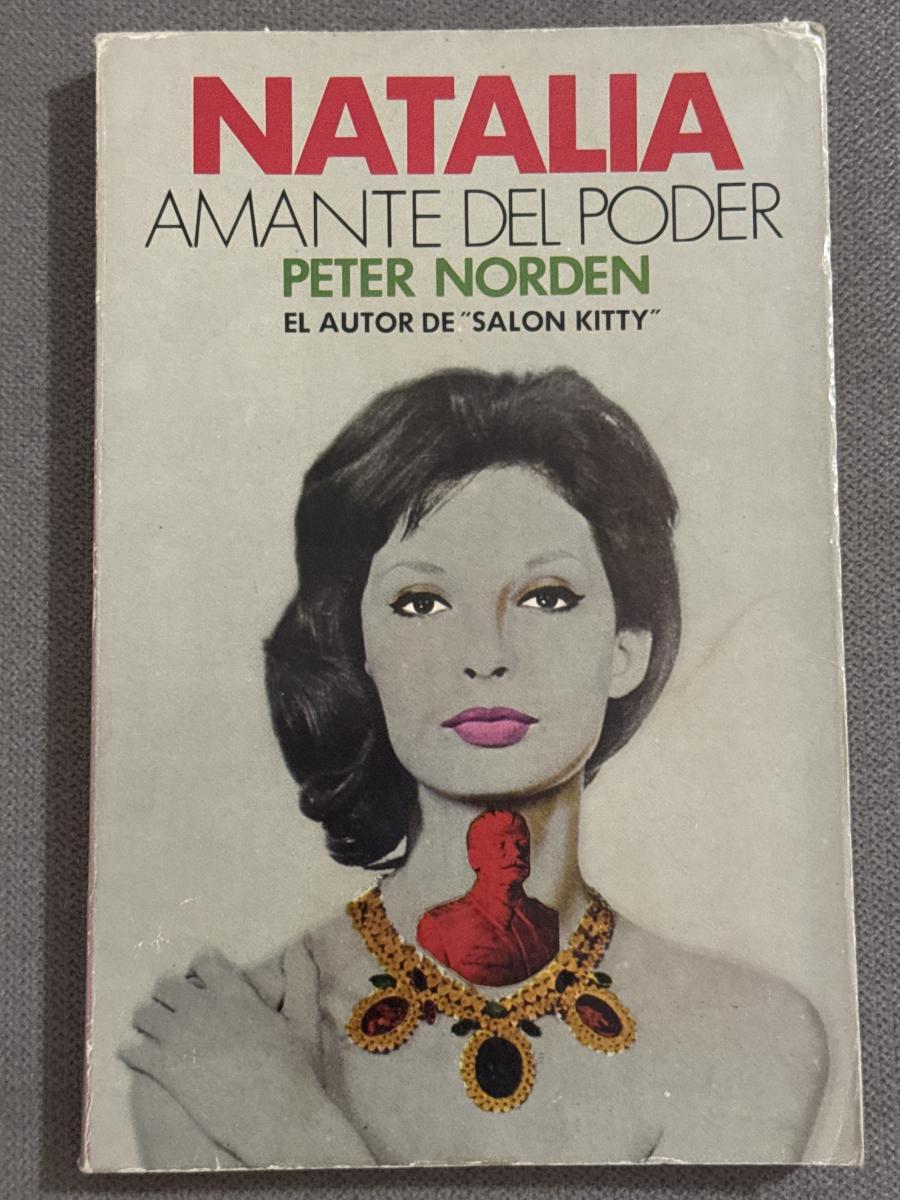 NATALIA
AMANTE DEL PODER
PETER NORDEN
EL AUTOR DE "SALON KITTY"